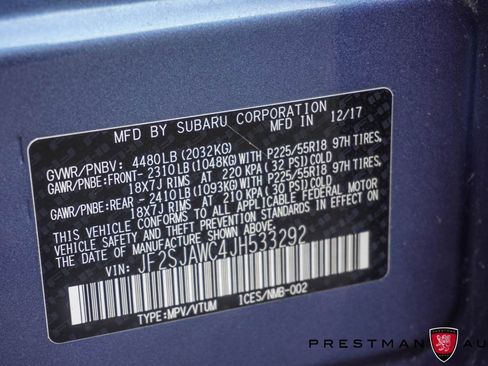 MFD BY SUBARU CORPORATION MFD. IN 12/17
GVWR/PNBV: 4480LB(2032KG)
GAWR/PNBE:FRONT- 2310LB(1048KG)WITH P225/55R18 97H TIRES,
18X7J RIMS AT 220 KPA (32 PSI)COLD
GAWR/PNBE:REAR - 2410LB(1093KG)WITH P225/55R18 97H TIRES,
18X7J RIMS AT 210 KPA (30 PSI)COLD
THIS VEHICLE CONFORMS TO ALL APPLICABLE FEDERAL MOTOR
VEHICLE SAFETY AND THEFT PREVENTION STANDARDS
IN EFFECT ON THE DATE OF MANUFACTURE SHOWN ABOVE.
VIN: JF2SJAWC4JH533292
TYPE:MPV/VTUM 1CES/NMB-002
PRESTMAN AU